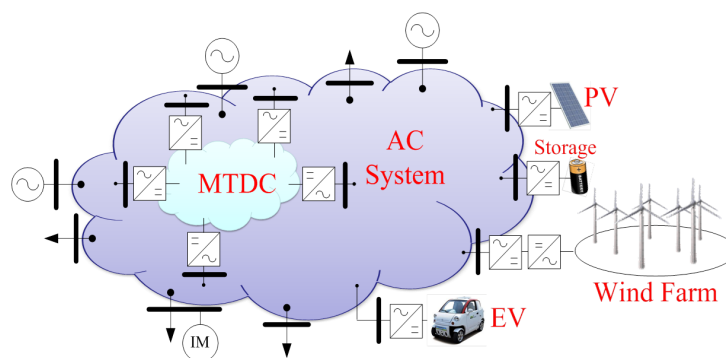 PV
AC
System
Storage
MTDC
Wind Farm
EV
IM